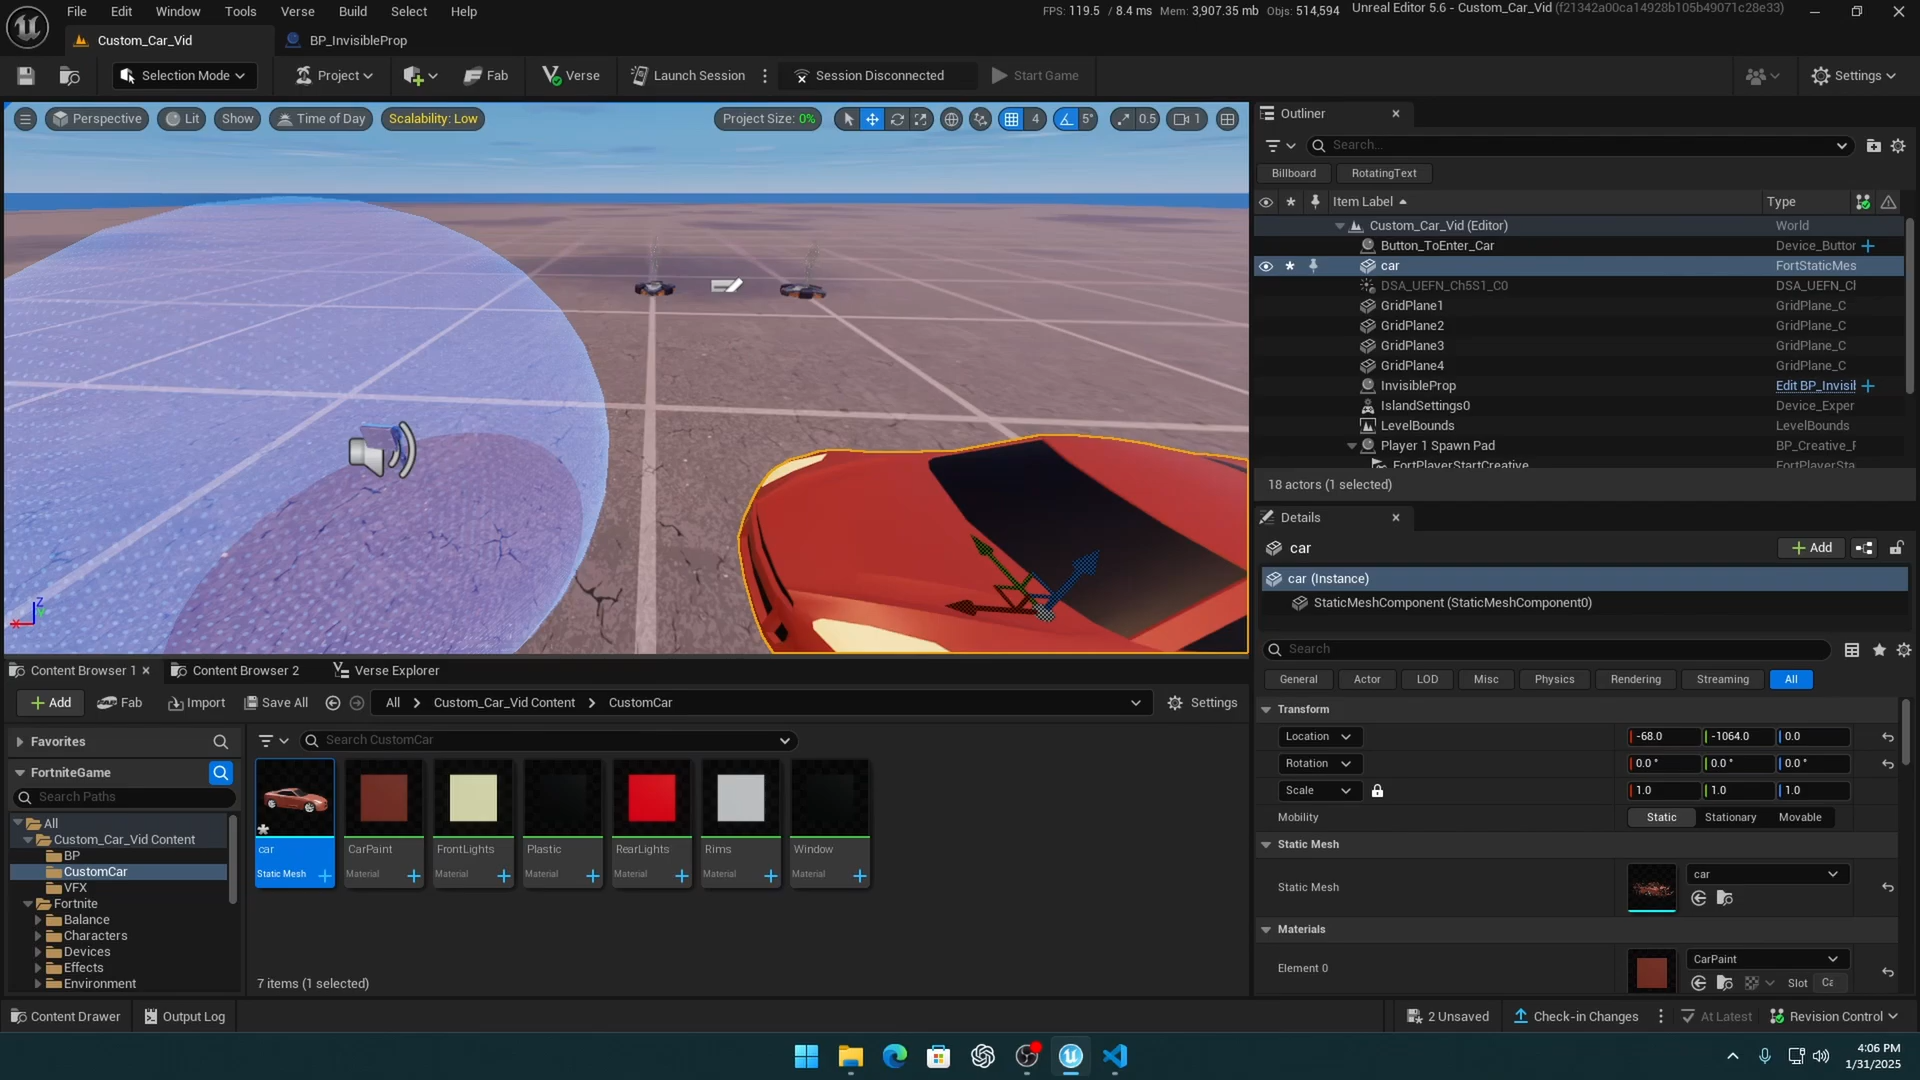 File Edit Window Tools Verse Build Select Help
FPS: 119.5 / 8.4 ms Mem: 3,907.35 mb Objs: 514,594 Unreal Editor 5.6 - Custom_Car_Vid (f21342a00ca14928b105b49071c28e33)
Custom_Car_Vid
BP_InvisibleProp
Selection Mode
Project
Fab
Verse
Launch Session
Session Disconnected
Start Game
Settings
Perspective
Lit
Show
Time of Day
Scalability: Low
Project Size: 0%
4
5°
0.5
1
Outliner
Search...
Billboard
RotatingText
Item Label
Type
Custom_Car_Vid (Editor) World
Button_ToEnter_Car Device_Buttor
car FortStaticMes
DSA_UEFN_Ch5S1_C0 DSA_UEFN_Cl
GridPlane1 GridPlane_C
GridPlane2 GridPlane_C
GridPlane3 GridPlane_C
GridPlane4 GridPlane_C
InvisibleProp Edit BP_Invisil
IslandSettings0 Device_Exper
LevelBounds LevelBounds
Player 1 Spawn Pad BP_Creative_F
FortPlayerStartCreative FortPlayerSta
18 actors (1 selected)
Details
car
Add
car (Instance)
StaticMeshComponent (StaticMeshComponent0)
Search
General
Actor
LOD
Misc
Physics
Rendering
Streaming
All
Transform
Location -68.0 -1064.0 0.0
Rotation 0.0 ° 0.0 ° 0.0 °
Scale 1.0 1.0 1.0
Mobility Static Stationary Movable
Static Mesh
Static Mesh car
Materials
Element 0 CarPaint
Slot Ca
Content Browser 1
Content Browser 2
Verse Explorer
Add
Fab
Import
Save All
All
Custom_Car_Vid Content
CustomCar
Settings
Favorites
FortniteGame
Search Paths
All
Custom_Car_Vid Content
BP
CustomCar
VFX
Fortnite
Balance
Characters
Devices
Effects
Environment
Search CustomCar
car
Static Mesh
CarPaint
Material
FrontLights
Material
Plastic
Material
RearLights
Material
Rims
Material
Window
Material
7 items (1 selected)
Content Drawer
Output Log
2 Unsaved
Check-in Changes
At Latest
Revision Control
4:06 PM
1/31/2025